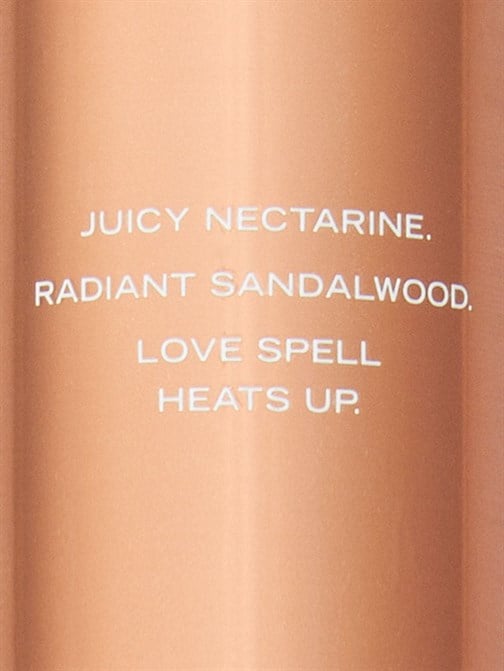 JUICY NECTARINE.
RADIANT SANDALWOOD.
LOVE SPELL
HEATS UP.